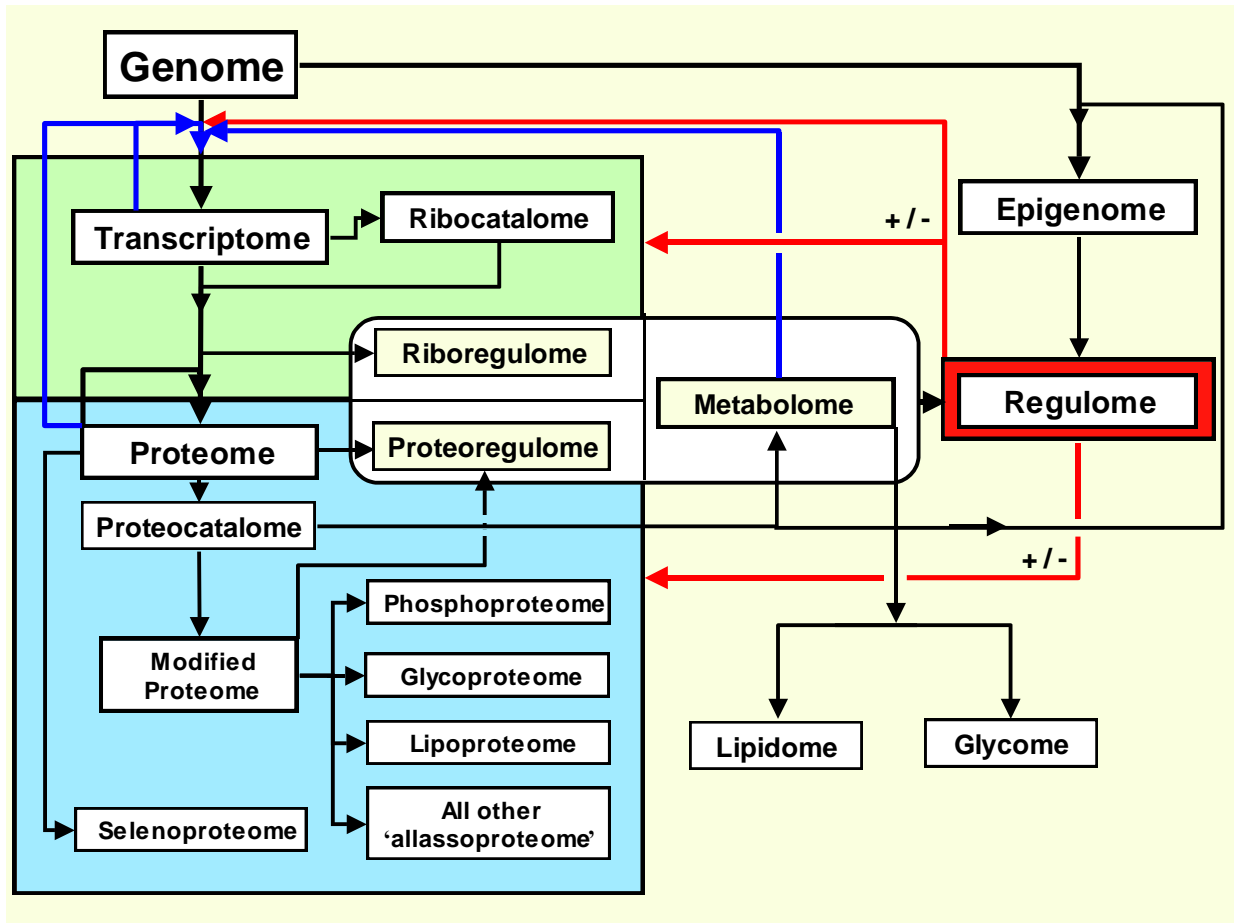 Genome
Transcriptome
Ribocatalome
+ / -
Epigenome
Riboregulome
Metabolome
Regulome
Proteome
Proteoregulome
Proteocatalome
+ / -
Modified
Proteome
Phosphoproteome
Glycoproteome
Lipoproteome
Lipidome
Glycome
Selenoproteome
All other
‘allassoproteome’